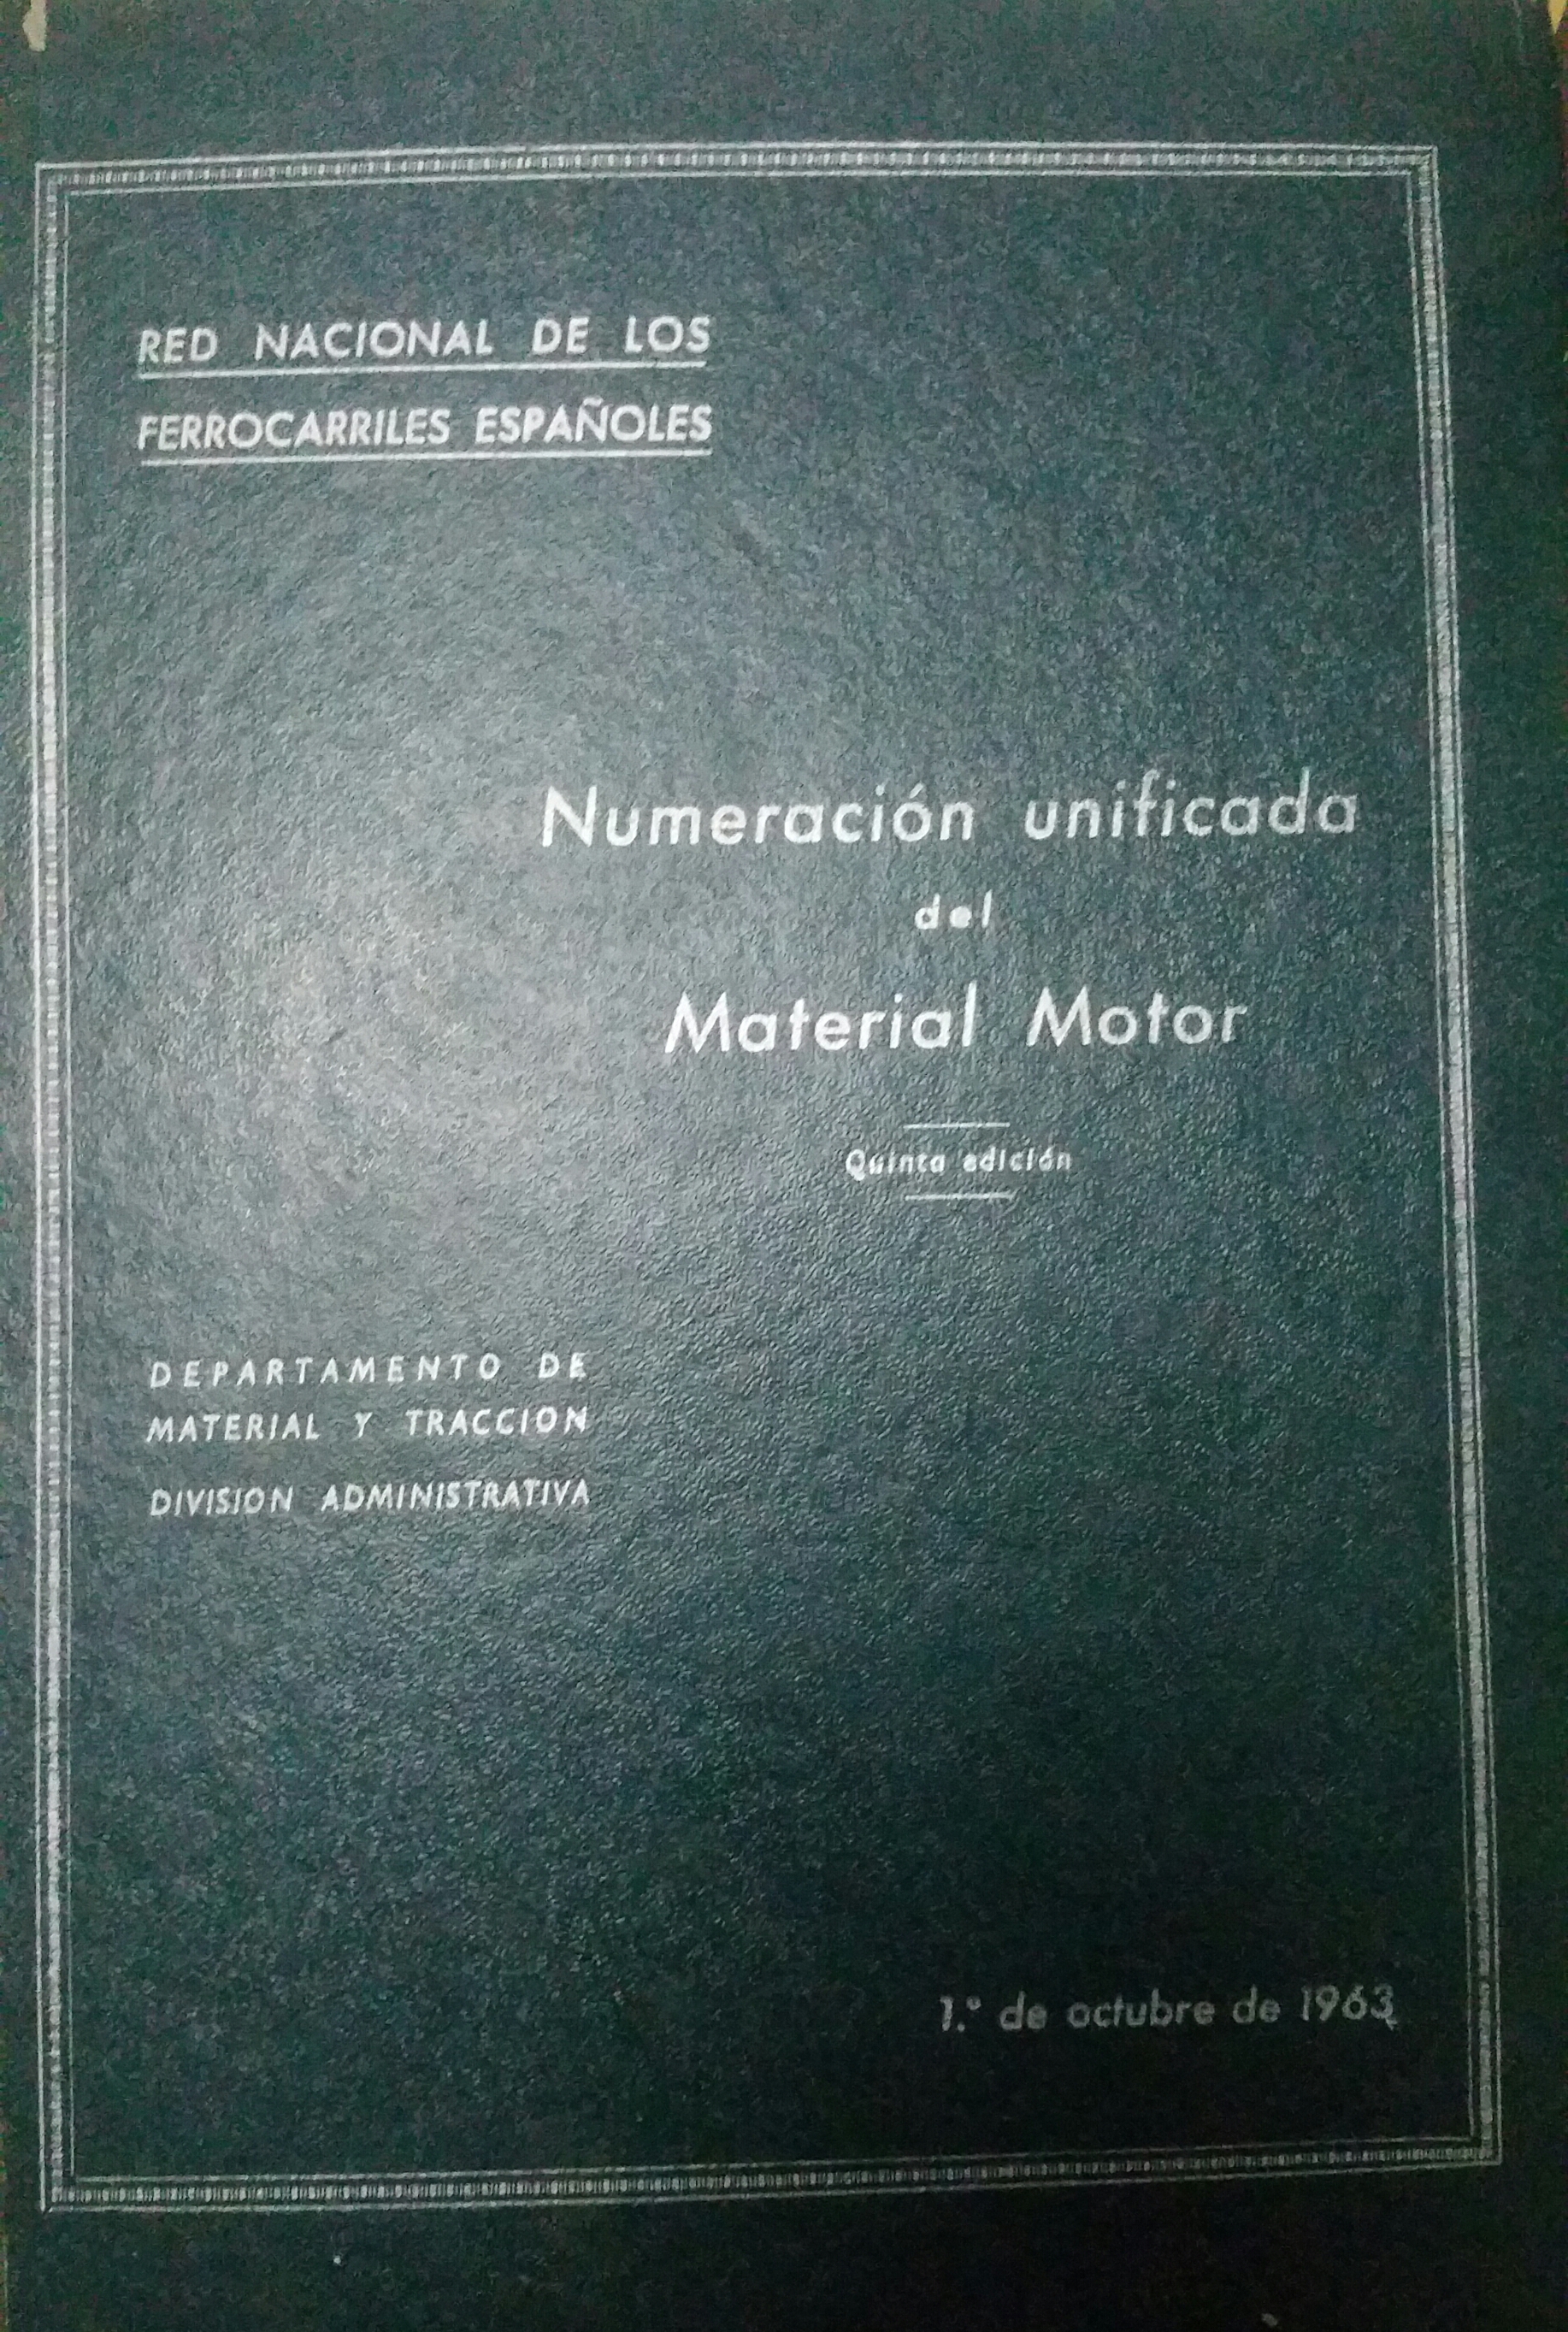 RED NACIONAL DE LOS
FERROCARRILES ESPAÑOLES
Numeración unificada
del
Material Motor
Quinta edición
DEPARTAMENTO DE
MATERIAL Y TRACCION
DIVISION ADMINISTRATIVA
1.º de octubre de 1963